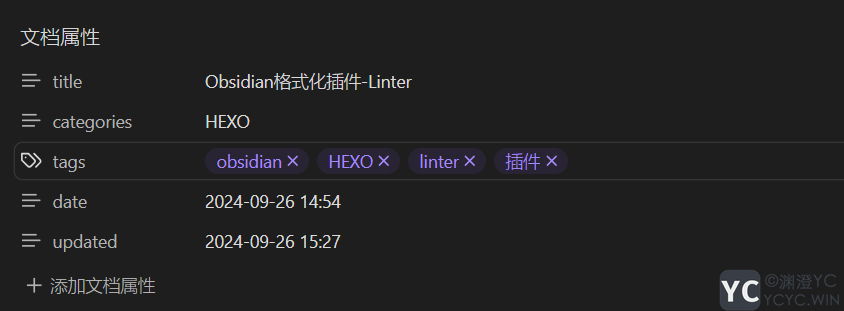 文档属性
title Obsidian格式化插件-Linter
categories HEXO
tags obsidian × HEXO × linter × 插件 ×
date 2024-09-26 14:54
updated 2024-09-26 15:27
+ 添加文档属性
YC ©渊澄YC
YCYC.WIN